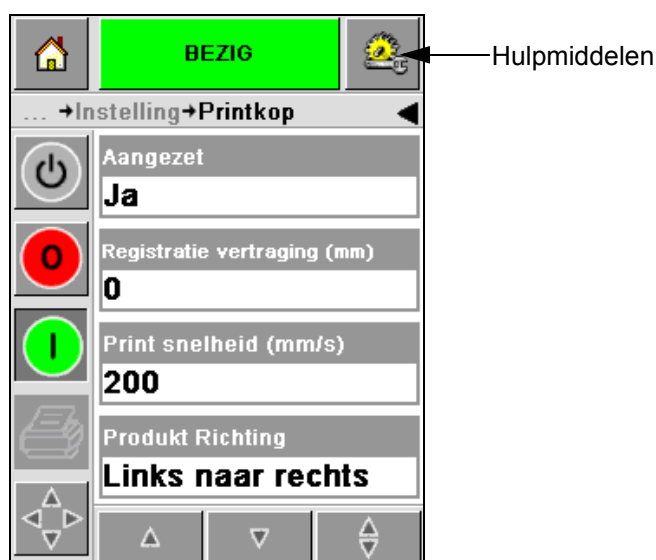 BEZIG
Hulpmiddelen
... →Instelling→Printkop
Aangezet
Ja
Registratie vertraging (mm)
0
Print snelheid (mm/s)
200
Produkt Richting
Links naar rechts
O
I